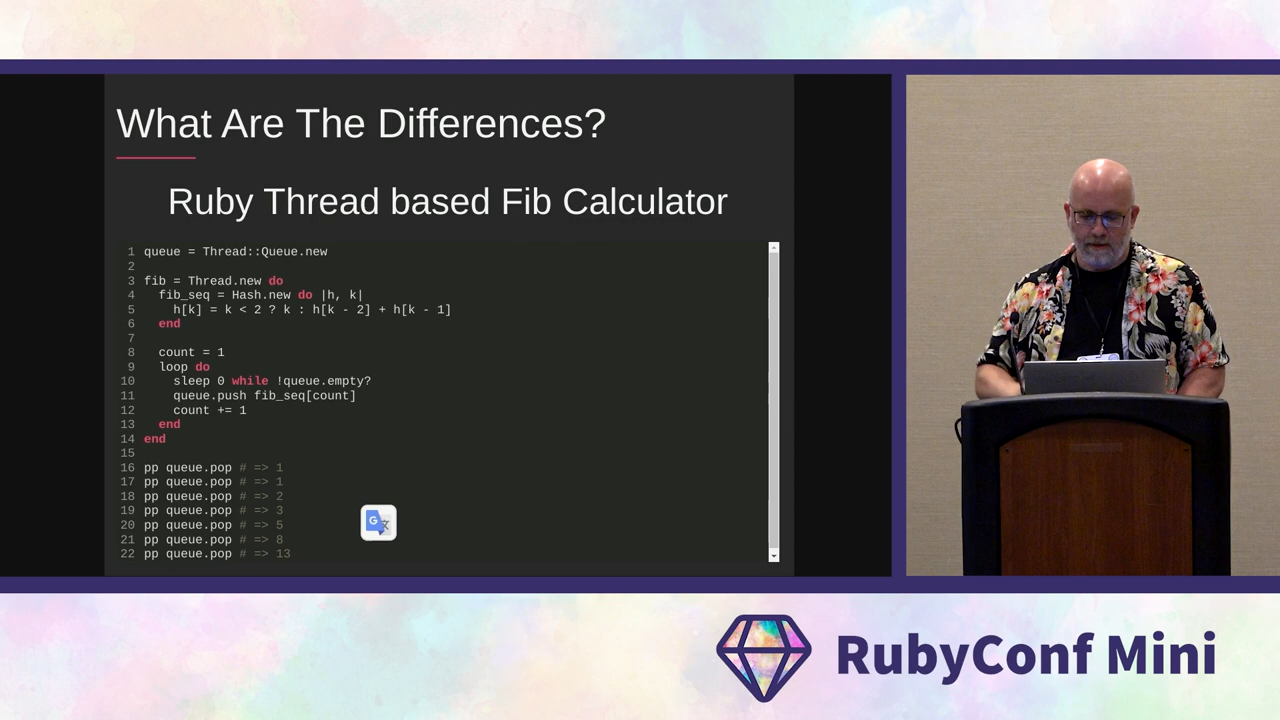 What Are The Differences?
Ruby Thread based Fib Calculator
1 queue = Thread::Queue.new
2
3 fib = Thread.new do
4   fib_seq = Hash.new do |h, k|
5     h[k] = k < 2 ? k : h[k - 2] + h[k - 1]
6   end
7
8   count = 1
9   loop do
10     sleep 0 while !queue.empty?
11     queue.push fib_seq[count]
12     count += 1
13   end
14 end
15
16 pp queue.pop # => 1
17 pp queue.pop # => 1
18 pp queue.pop # => 2
19 pp queue.pop # => 3
20 pp queue.pop # => 5
21 pp queue.pop # => 8
22 pp queue.pop # => 13
G 文
RubyConf Mini